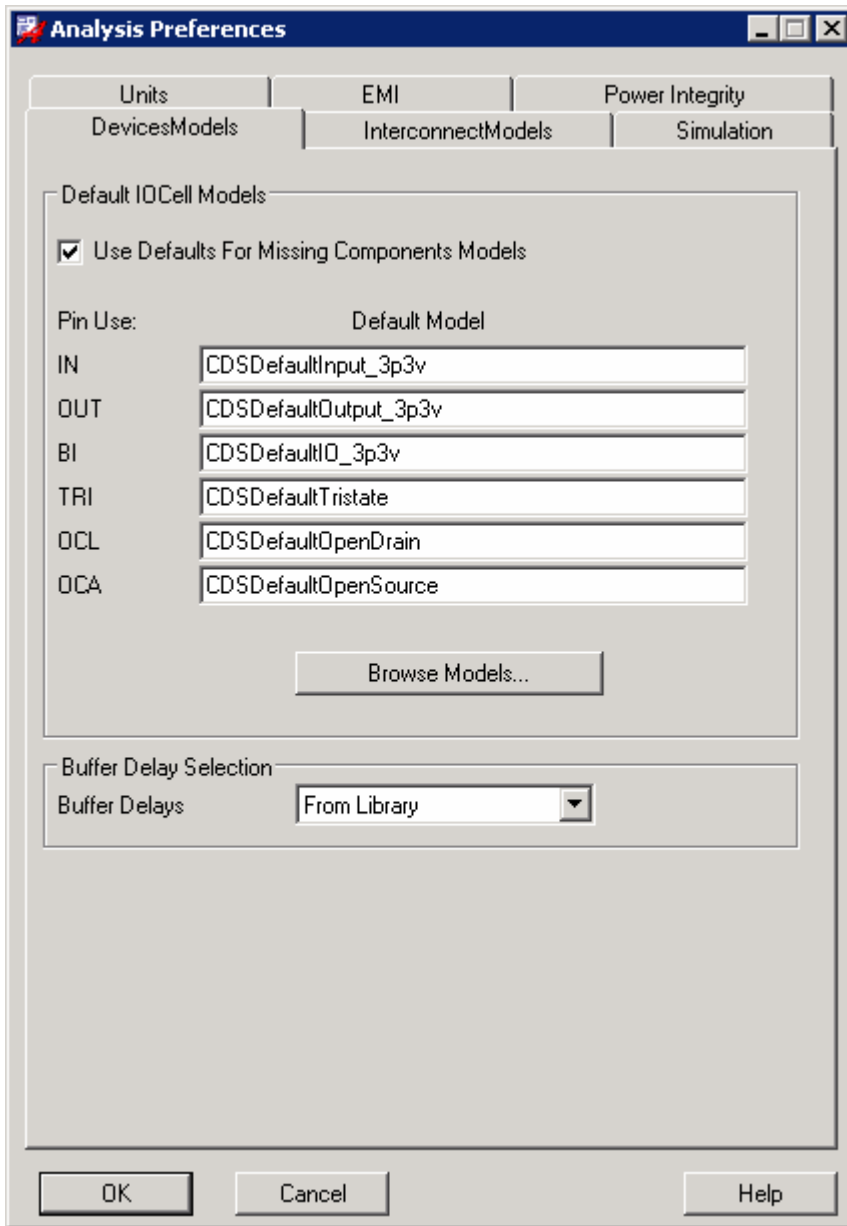 Analysis Preferences
Units EMI Power Integrity
DevicesModels InterconnectModels Simulation
Default IOCell Models
Use Defaults For Missing Components Models
Pin Use: Default Model
IN CDSDefaultInput_3p3v
OUT CDSDefaultOutput_3p3v
BI CDSDefaultIO_3p3v
TRI CDSDefaultTristate
OCL CDSDefaultOpenDrain
OCA CDSDefaultOpenSource
Browse Models...
Buffer Delay Selection
Buffer Delays From Library
OK Cancel Help